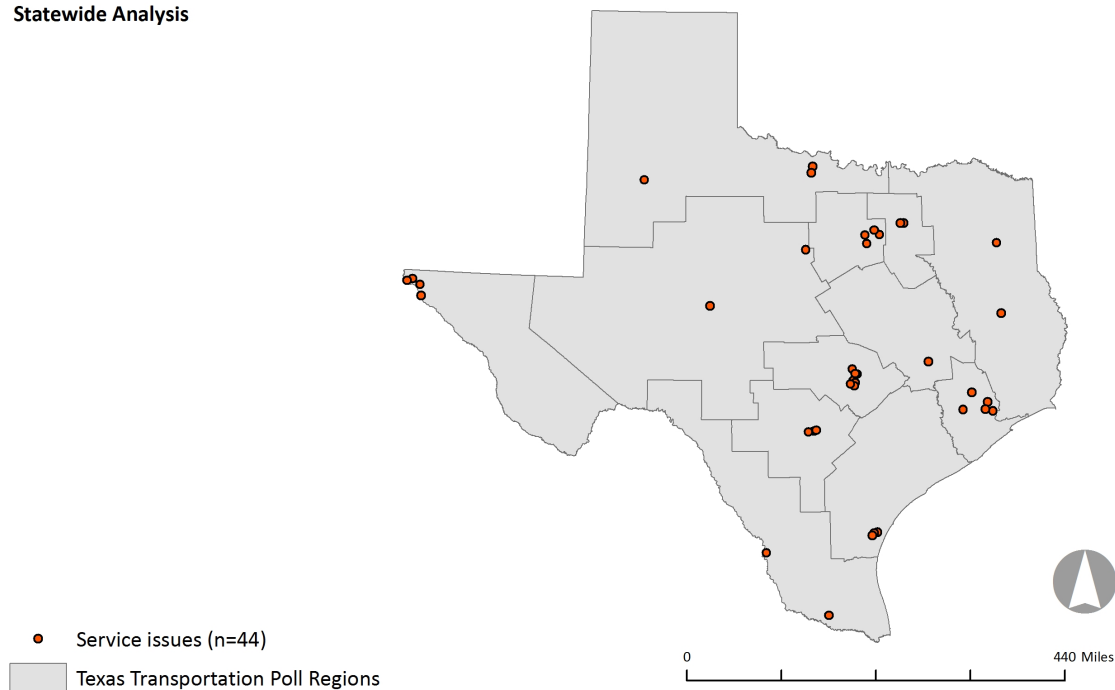 Statewide Analysis
Service issues (n=44)
Texas Transportation Poll Regions
0
440 Miles